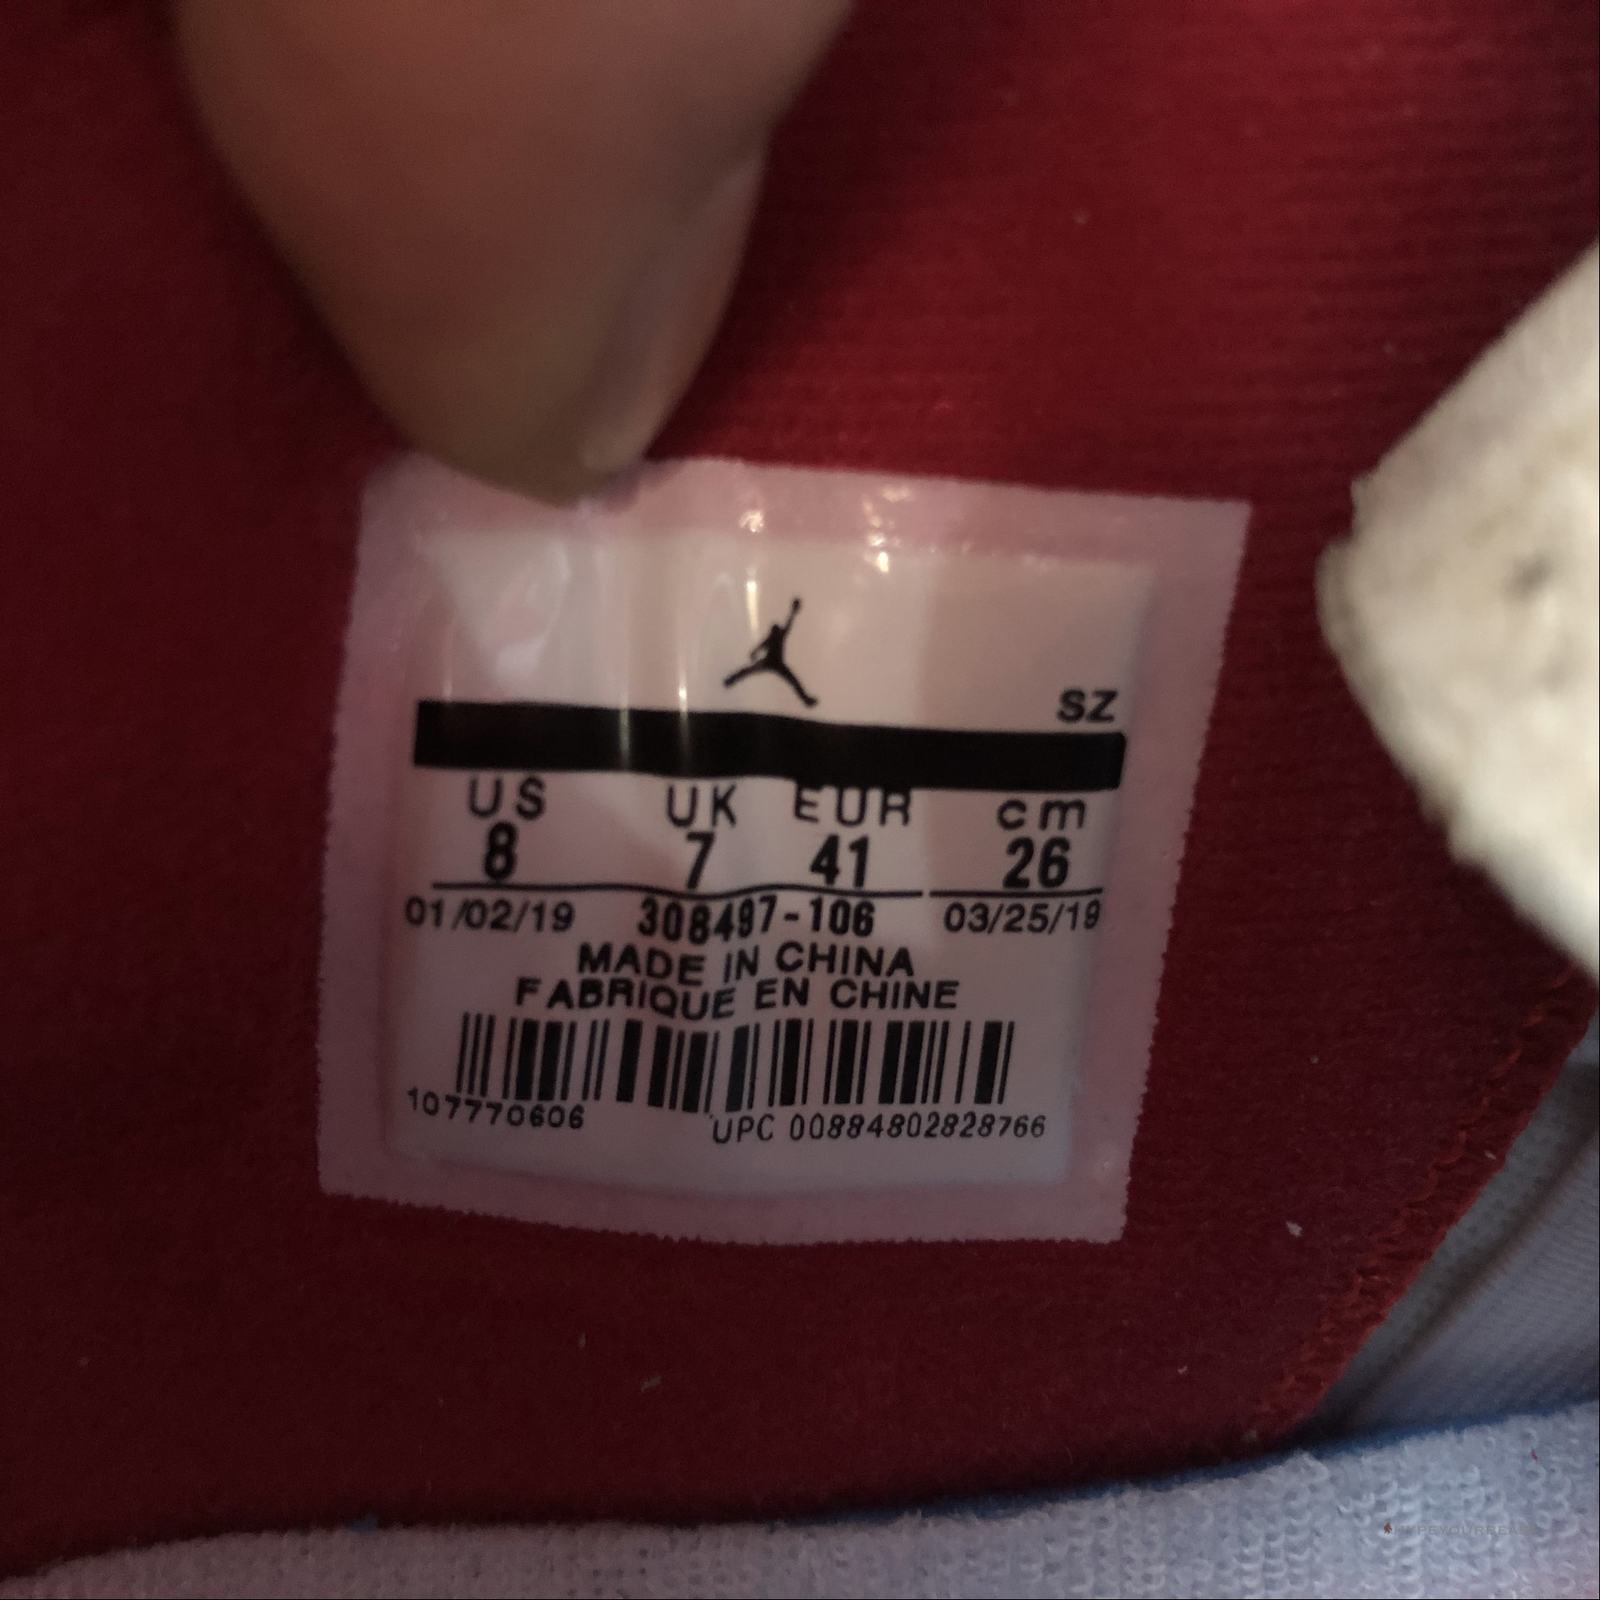 SZ
US UK EUR cm
8 7 41 26
01/02/19 308497-106 03/25/19
MADE IN CHINA
FABRIQUE EN CHINE
107770606 UPC 00884802828766